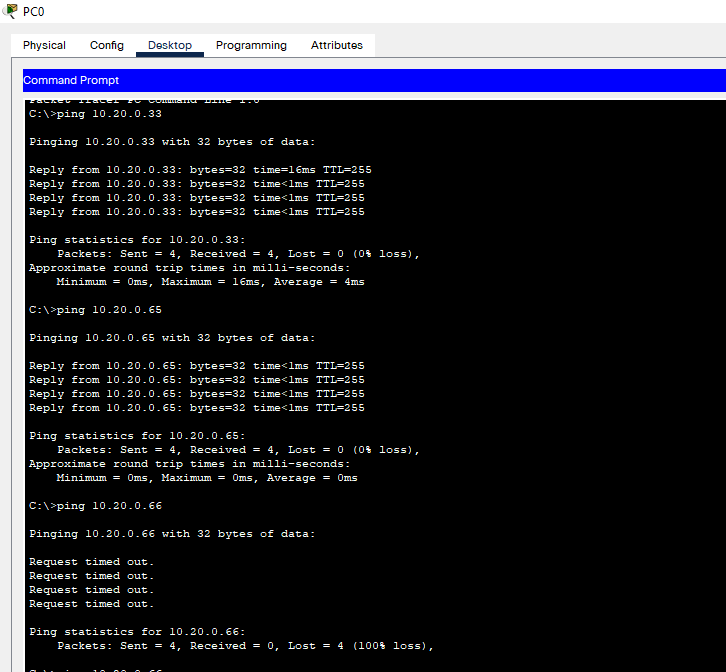 PC0
Physical Config Desktop Programming Attributes
Command Prompt
Packet Tracer PC Command Line 1.0
C:\>ping 10.20.0.33
Pinging 10.20.0.33 with 32 bytes of data:
Reply from 10.20.0.33: bytes=32 time=16ms TTL=255
Reply from 10.20.0.33: bytes=32 time<1ms TTL=255
Reply from 10.20.0.33: bytes=32 time<1ms TTL=255
Reply from 10.20.0.33: bytes=32 time<1ms TTL=255
Ping statistics for 10.20.0.33:
Packets: Sent = 4, Received = 4, Lost = 0 (0% loss),
Approximate round trip times in milli-seconds:
Minimum = 0ms, Maximum = 16ms, Average = 4ms
C:\>ping 10.20.0.65
Pinging 10.20.0.65 with 32 bytes of data:
Reply from 10.20.0.65: bytes=32 time<1ms TTL=255
Reply from 10.20.0.65: bytes=32 time<1ms TTL=255
Reply from 10.20.0.65: bytes=32 time<1ms TTL=255
Reply from 10.20.0.65: bytes=32 time<1ms TTL=255
Ping statistics for 10.20.0.65:
Packets: Sent = 4, Received = 4, Lost = 0 (0% loss),
Approximate round trip times in milli-seconds:
Minimum = 0ms, Maximum = 0ms, Average = 0ms
C:\>ping 10.20.0.66
Pinging 10.20.0.66 with 32 bytes of data:
Request timed out.
Request timed out.
Request timed out.
Request timed out.
Ping statistics for 10.20.0.66:
Packets: Sent = 4, Received = 0, Lost = 4 (100% loss),